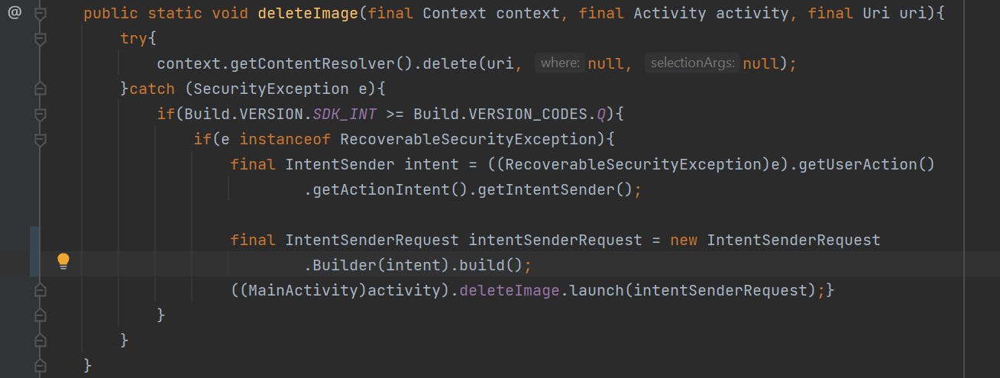 @ public static void deleteImage(final Context context, final Activity activity, final Uri uri){
try{
context.getContentResolver().delete(uri, where: null, selectionArgs: null);
}catch (SecurityException e){
if(Build.VERSION.SDK_INT >= Build.VERSION_CODES.Q){
if(e instanceof RecoverableSecurityException){
final IntentSender intent = ((RecoverableSecurityException)e).getUserAction()
.getActionIntent().getIntentSender();
final IntentSenderRequest intentSenderRequest = new IntentSenderRequest
.Builder(intent).build();
((MainActivity)activity).deleteImage.launch(intentSenderRequest);}
}
}
}